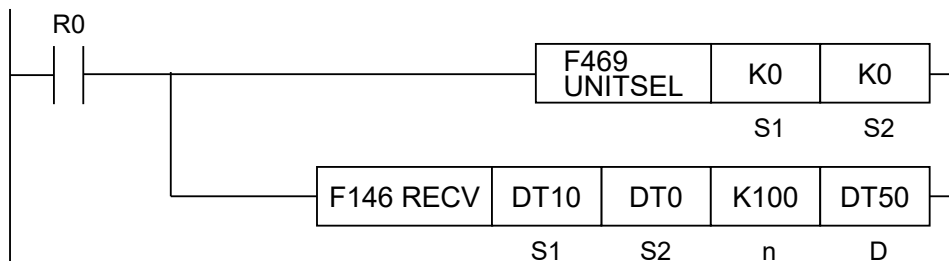 R0
F469 UNITSEL K0 K0
S1 S2
F146 RECV DT10 DT0 K100 DT50
S1 S2 n D